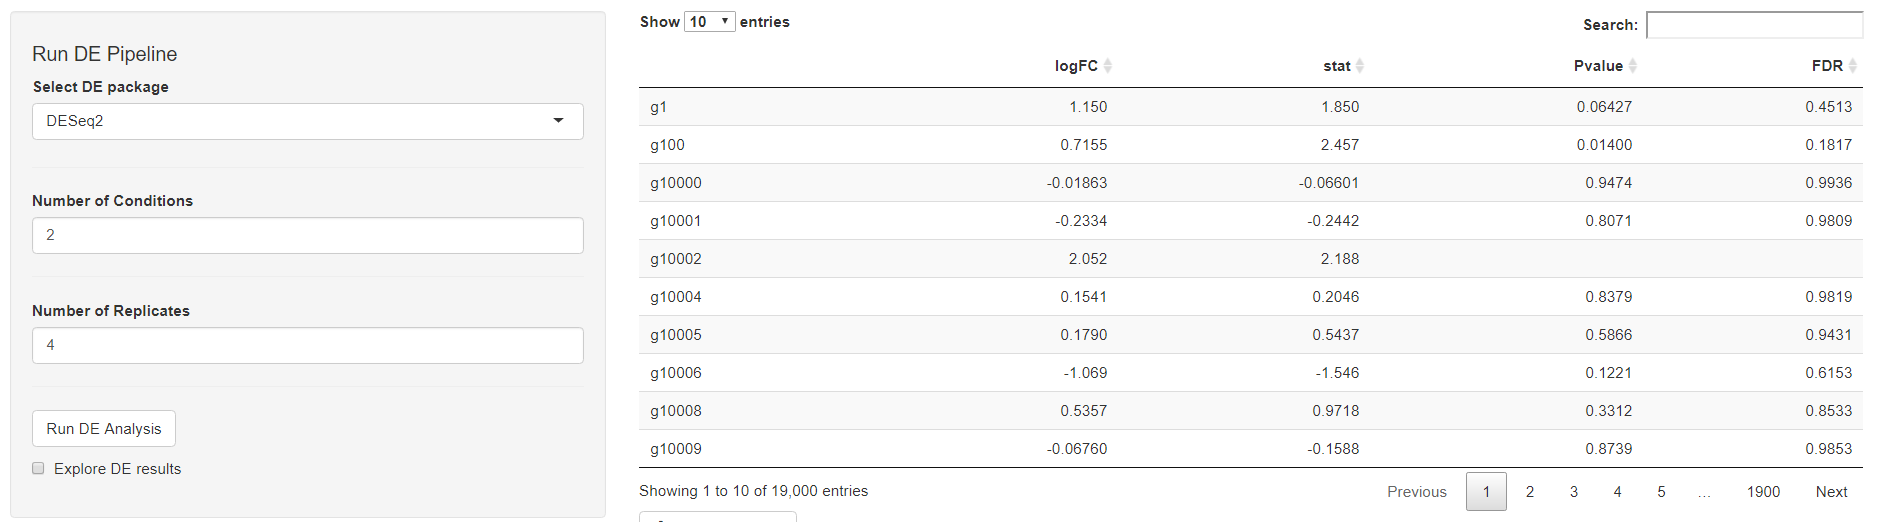 Run DE Pipeline
Select DE package
DESeq2
Number of Conditions
2
Number of Replicates
4
Run DE Analysis
Explore DE results
Show 10 entries
Search:
logFC stat Pvalue FDR
g1 1.150 1.850 0.06427 0.4513
g100 0.7155 2.457 0.01400 0.1817
g10000 -0.01863 -0.06601 0.9474 0.9936
g10001 -0.2334 -0.2442 0.8071 0.9809
g10002 2.052 2.188
g10004 0.1541 0.2046 0.8379 0.9819
g10005 0.1790 0.5437 0.5866 0.9431
g10006 -1.069 -1.546 0.1221 0.6153
g10008 0.5357 0.9718 0.3312 0.8533
g10009 -0.06760 -0.1588 0.8739 0.9853
Showing 1 to 10 of 19,000 entries
Previous 1 2 3 4 5 … 1900 Next